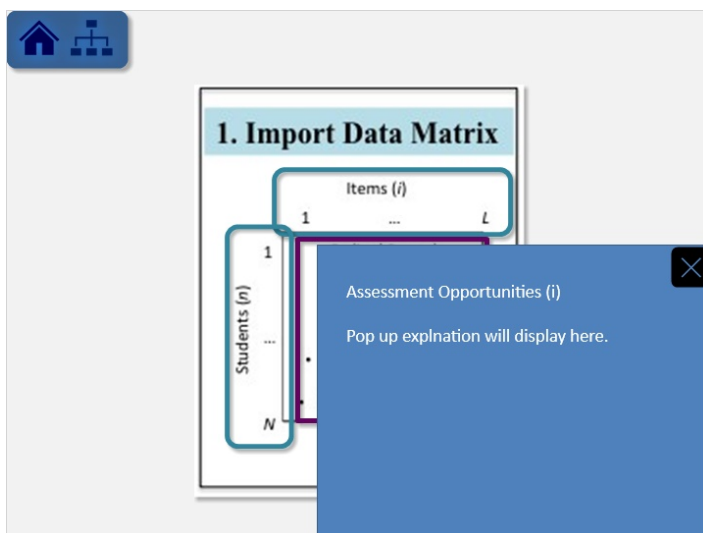 1. Import Data Matrix
Items (i)
1 ... L
Students (n)
1
...
N
Assessment Opportunities (i)
Pop up explnation will display here.